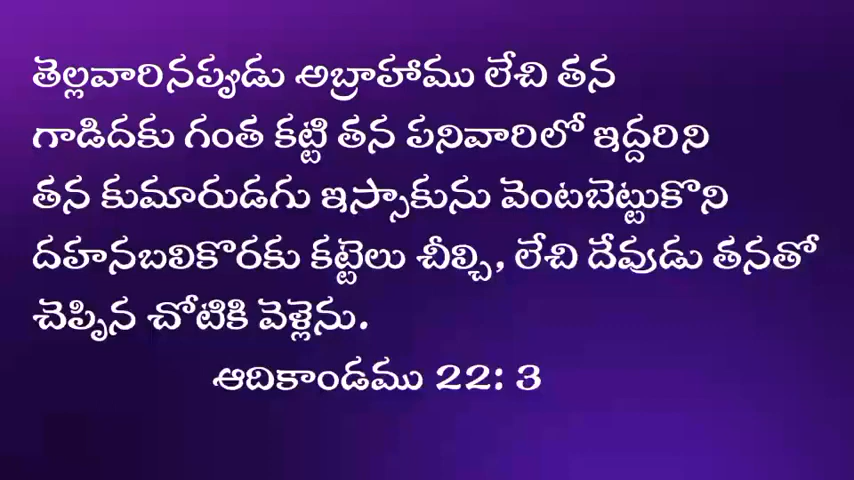 తెల్లవారినప్పుడు అబ్రాహాము లేచి తన
గాడిదకు గంత కట్టి తన పనివారిలో ఇద్దరిని
తన కుమారుడగు ఇస్సాకును వెంటబెట్టుకొని
దహనబలికొరకు కట్టెలు చీల్చి, లేచి దేవుడు తనతో
చెప్పిన చోటికి వెళ్లెను.
ఆదికాండము 22: 3